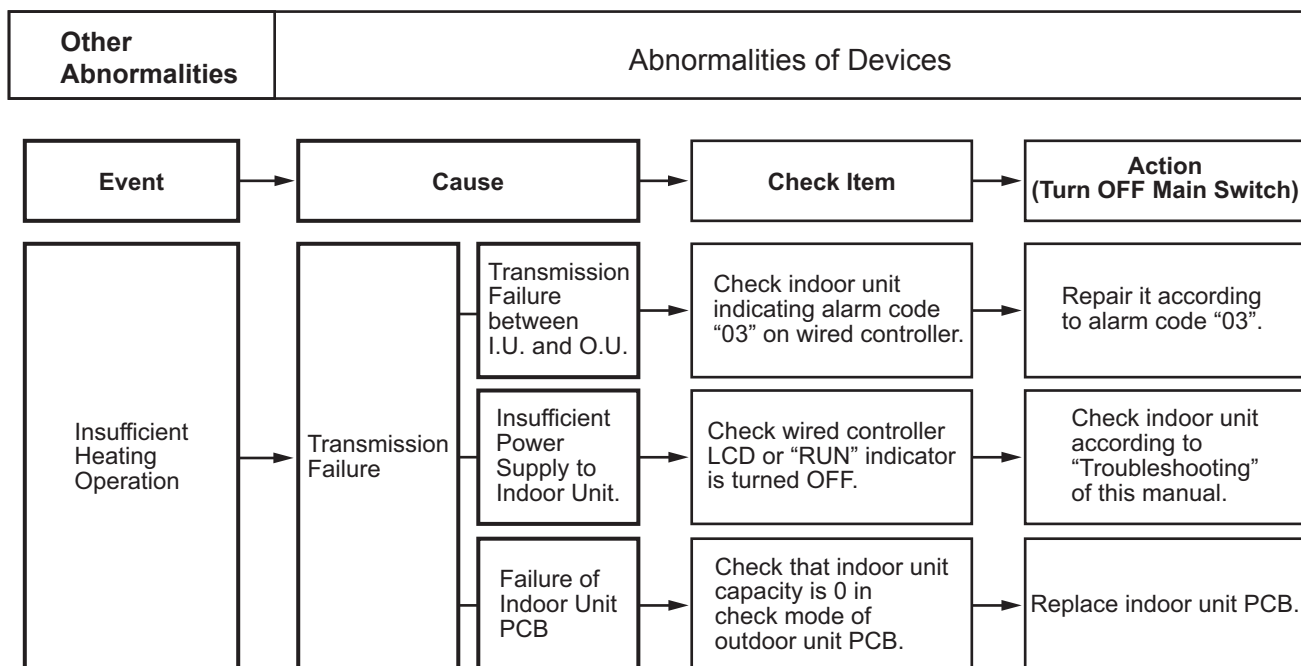 Other
Abnormalities
Abnormalities of Devices
Event
Cause
Check Item
Action
(Turn OFF Main Switch)
Insufficient
Heating
Operation
Transmission
Failure
Transmission
Failure
between
I.U. and O.U.
Check indoor unit
indicating alarm code
“03” on wired controller.
Repair it according
to alarm code “03”.
Insufficient
Power
Supply to
Indoor Unit.
Check wired controller
LCD or “RUN” indicator
is turned OFF.
Check indoor unit
according to
“Troubleshooting”
of this manual.
Failure of
Indoor Unit
PCB
Check that indoor unit
capacity is 0 in
check mode of
outdoor unit PCB.
Replace indoor unit PCB.